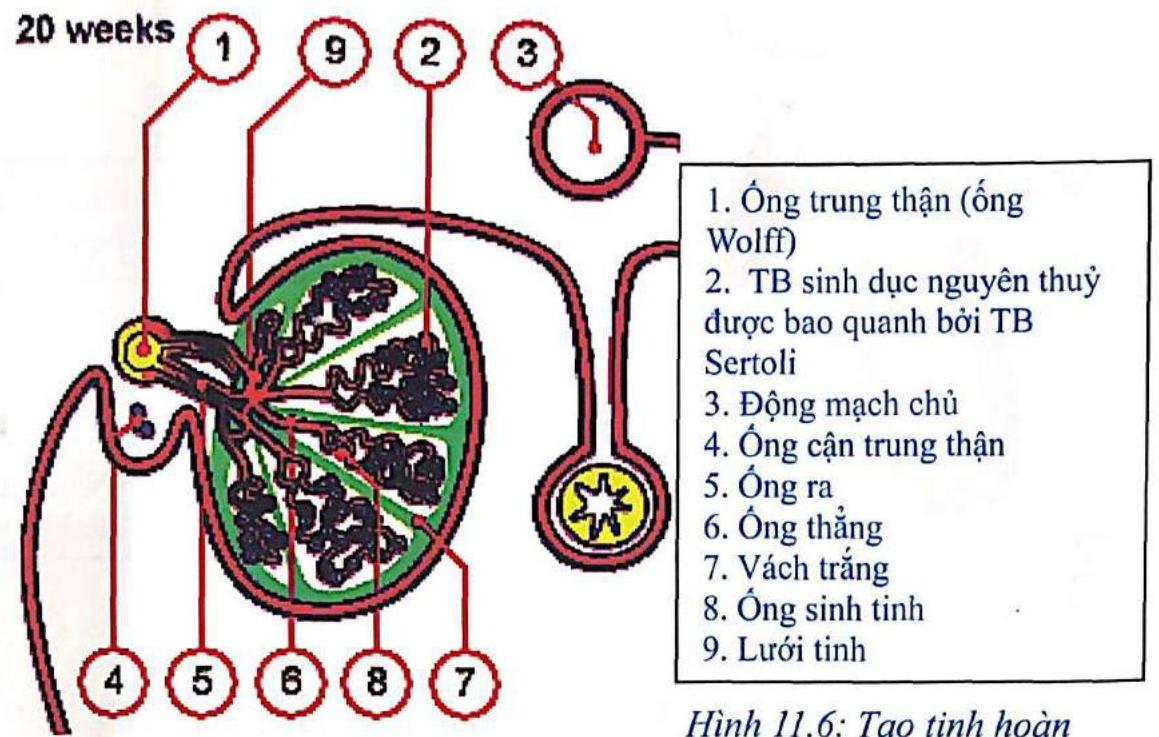 20 weeks
1
9
2
3
1. Ống trung thận (ống
Wolff)
2. TB sinh dục nguyên thuỷ
được bao quanh bởi TB
Sertoli
3. Động mạch chủ
4. Ống cận trung thận
5. Ống ra
6. Ống thẳng
7. Vách trắng
8. Ống sinh tinh
9. Lưới tinh
4
5
6
8
7
Hình 11.6: Tạo tinh hoàn